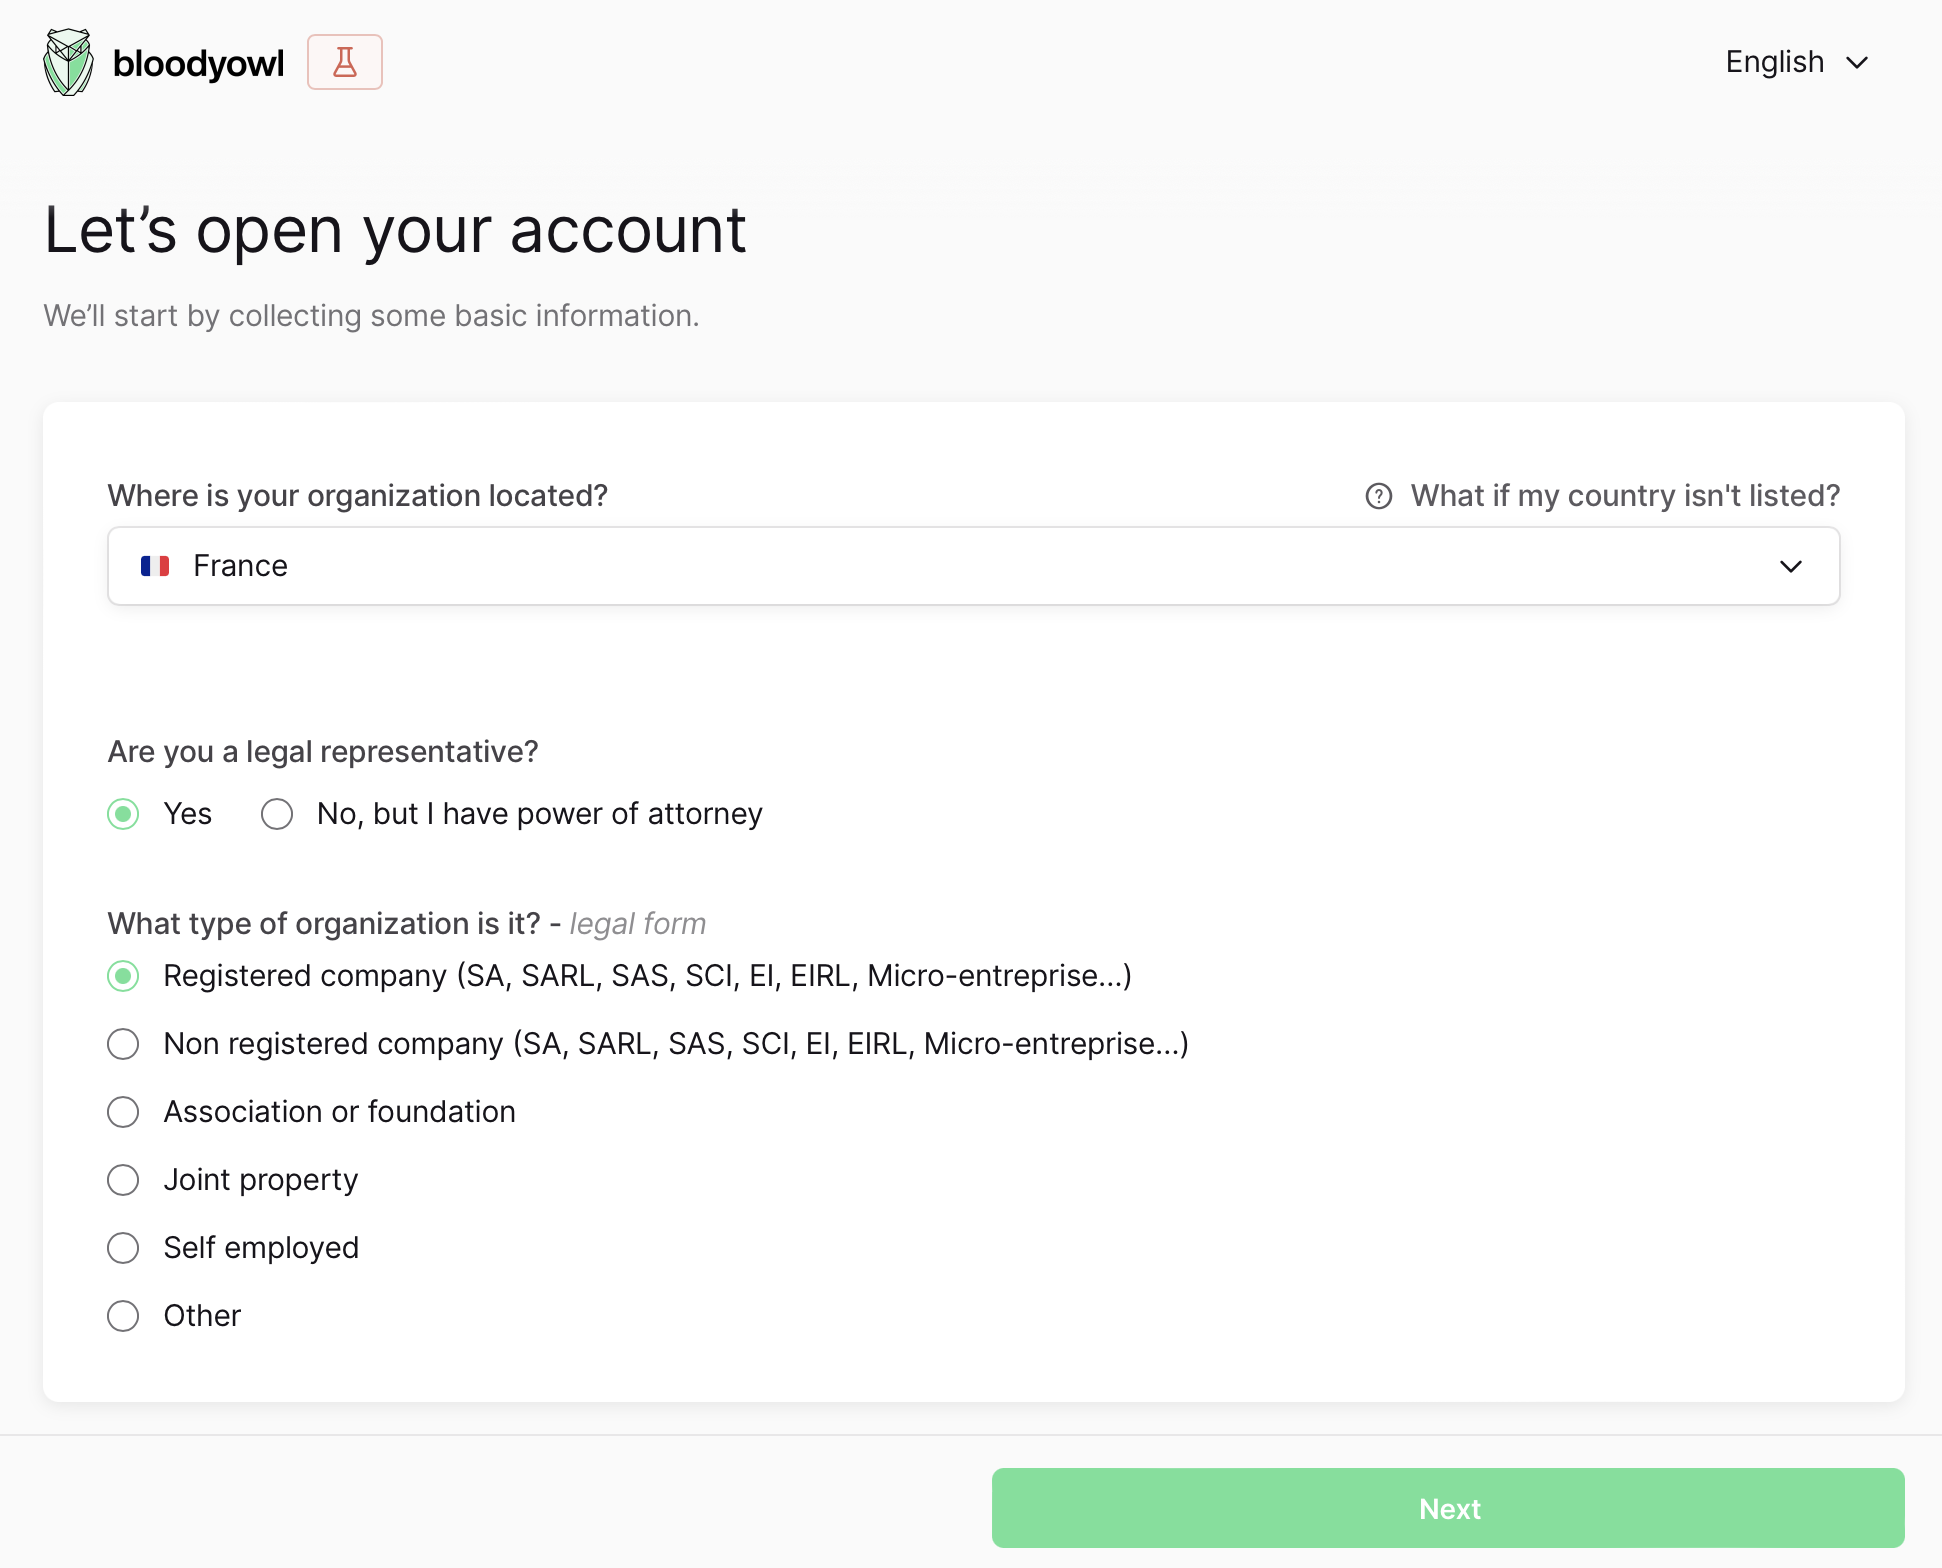 bloodyowl
English
Let’s open your account
We’ll start by collecting some basic information.
Where is your organization located?
What if my country isn't listed?
France
Are you a legal representative?
Yes
No, but I have power of attorney
What type of organization is it? - legal form
Registered company (SA, SARL, SAS, SCI, EI, EIRL, Micro-entreprise...)
Non registered company (SA, SARL, SAS, SCI, EI, EIRL, Micro-entreprise...)
Association or foundation
Joint property
Self employed
Other
Next